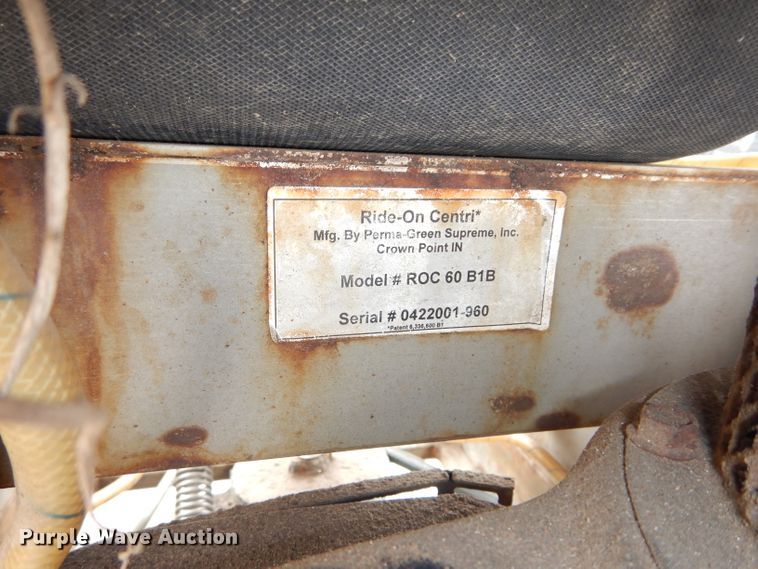 Ride-On Centri*
Mfg. By Perma-Green Supreme, Inc.
Crown Point IN
Model # ROC 60 B1B
Serial # 0422001-960
*Patent 6,336,600 B1
Purple Wave Auction®